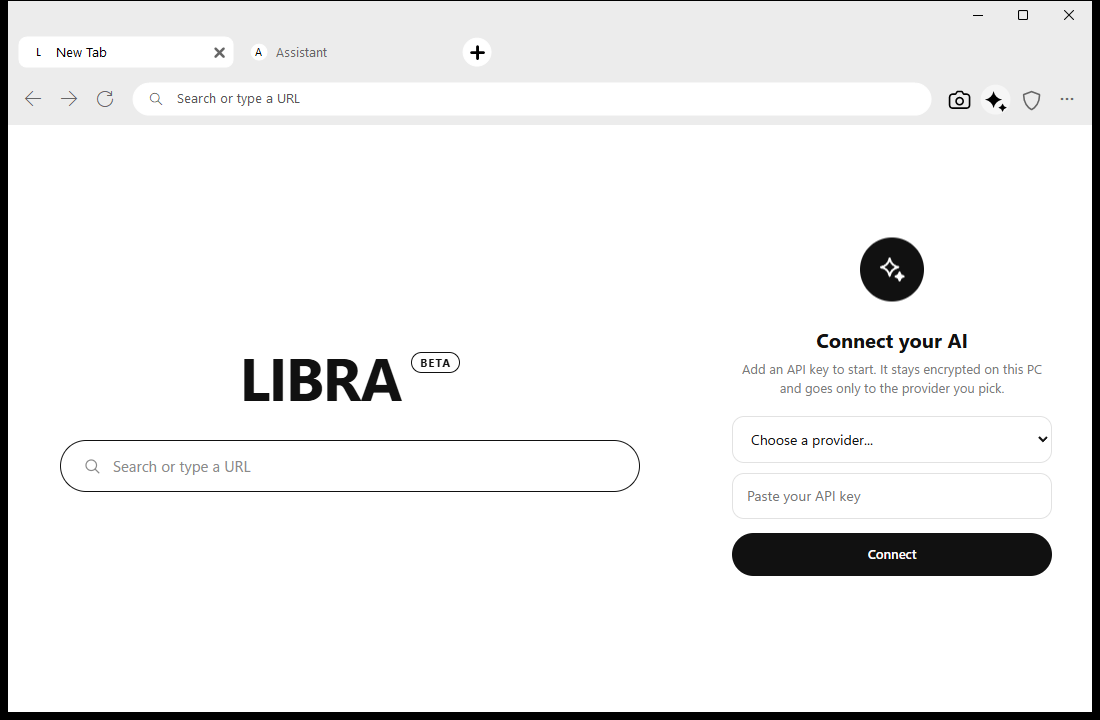 L New Tab
A Assistant
Search or type a URL
LIBRA BETA
Search or type a URL
Connect your AI
Add an API key to start. It stays encrypted on this PC
and goes only to the provider you pick.
Choose a provider...
Paste your API key
Connect